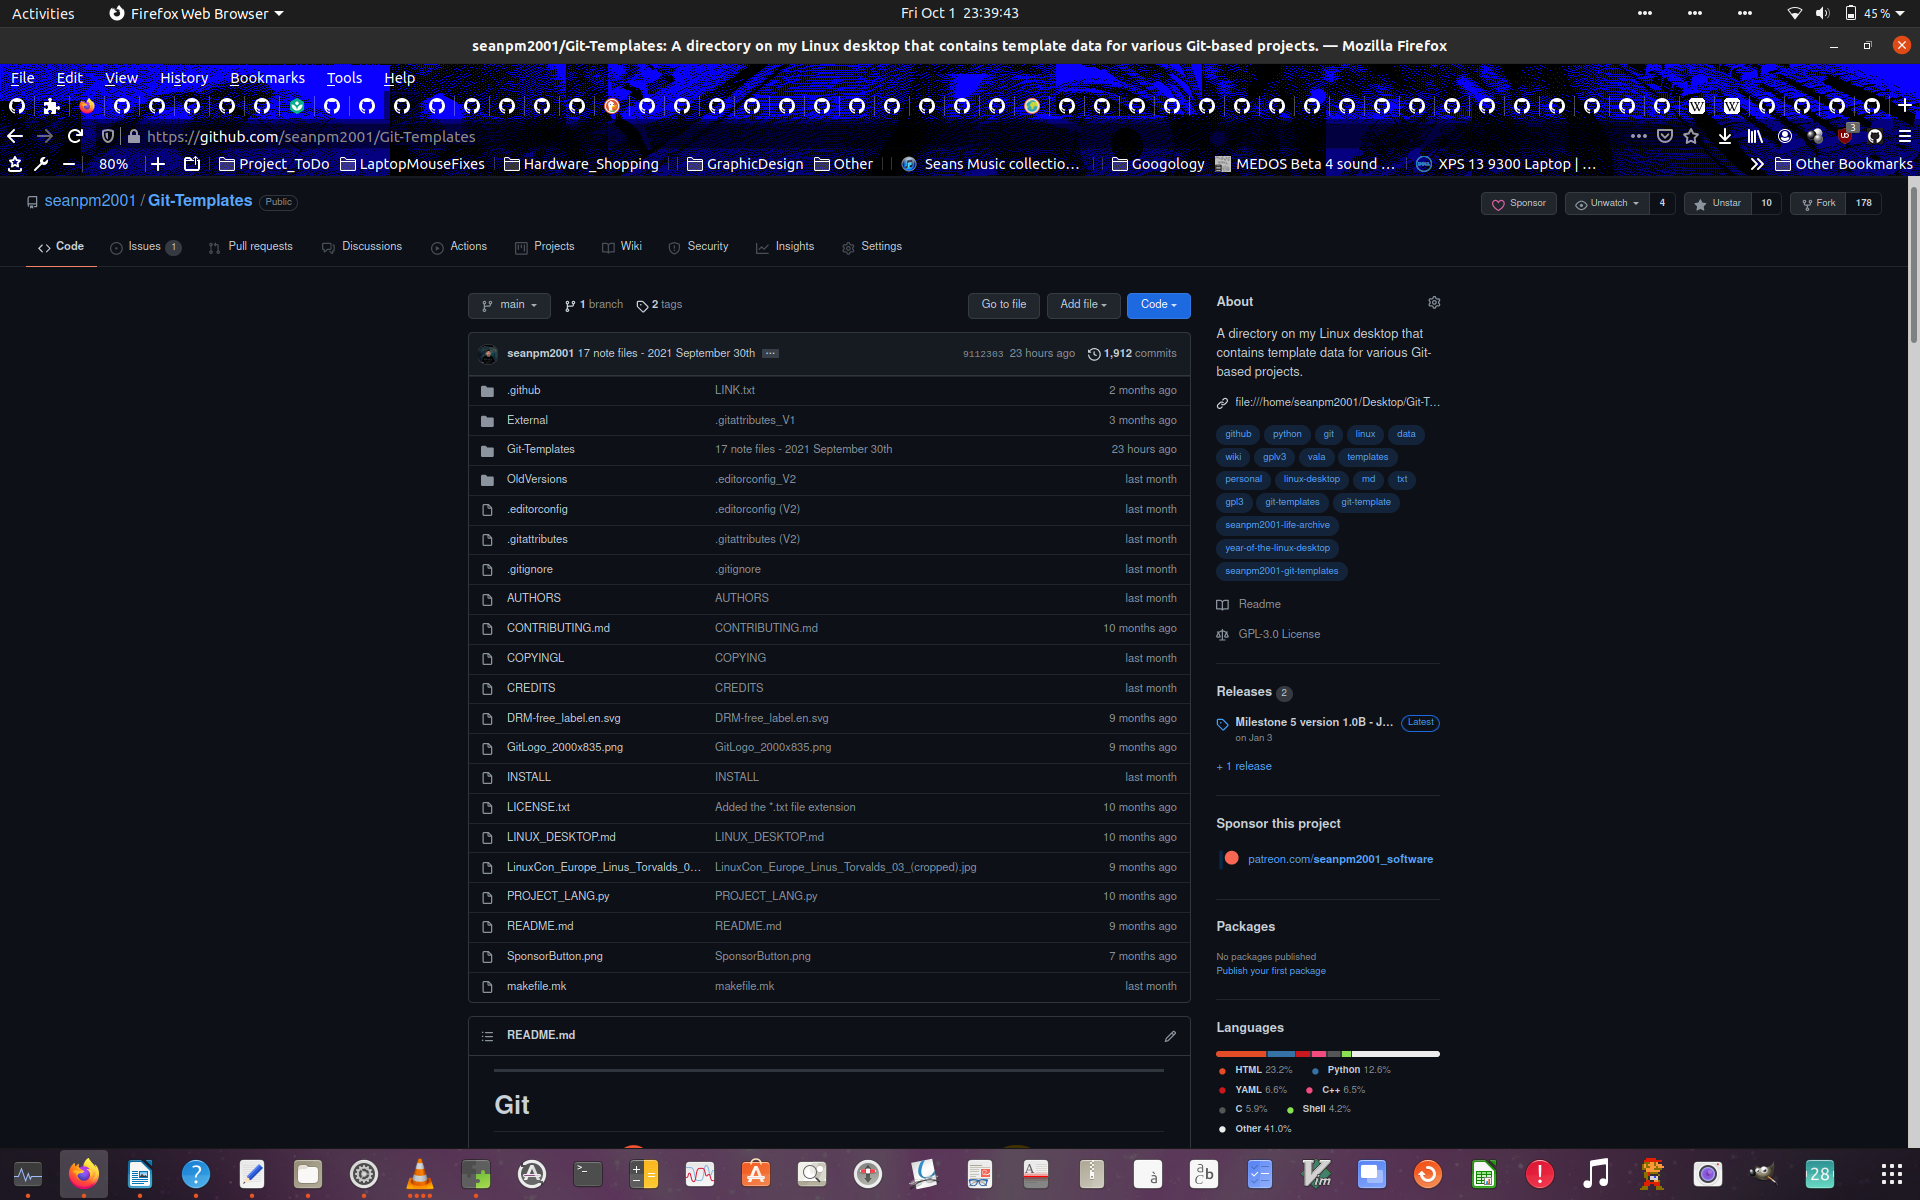 Activities Firefox Web Browser Fri Oct 1 23:39:43 45 %
seanpm2001/Git-Templates: A directory on my Linux desktop that contains template data for various Git-based projects. — Mozilla Firefox
File Edit View History Bookmarks Tools Help
https://github.com/seanpm2001/Git-Templates 3
80% Project_ToDo LaptopMouseFixes Hardware_Shopping GraphicDesign Other Seans Music collectio… Googology MEDOS Beta 4 sound … XPS 13 9300 Laptop | … Other Bookmarks
seanpm2001 / Git-Templates Public Sponsor Unwatch 4 Unstar 10 Fork 178
Code Issues 1 Pull requests Discussions Actions Projects Wiki Security Insights Settings
main 1 branch 2 tags Go to file Add file Code
seanpm2001 17 note files - 2021 September 30th 9112303 23 hours ago 1,912 commits
.github LINK.txt 2 months ago
External .gitattributes_V1 3 months ago
Git-Templates 17 note files - 2021 September 30th 23 hours ago
OldVersions .editorconfig_V2 last month
.editorconfig .editorconfig (V2) last month
.gitattributes .gitattributes (V2) last month
.gitignore .gitignore last month
AUTHORS AUTHORS last month
CONTRIBUTING.md CONTRIBUTING.md 10 months ago
COPYINGL COPYING last month
CREDITS CREDITS last month
DRM-free_label.en.svg DRM-free_label.en.svg 9 months ago
GitLogo_2000x835.png GitLogo_2000x835.png 9 months ago
INSTALL INSTALL last month
LICENSE.txt Added the *.txt file extension 10 months ago
LINUX_DESKTOP.md LINUX_DESKTOP.md 10 months ago
LinuxCon_Europe_Linus_Torvalds_0… LinuxCon_Europe_Linus_Torvalds_03_(cropped).jpg 9 months ago
PROJECT_LANG.py PROJECT_LANG.py 10 months ago
README.md README.md 9 months ago
SponsorButton.png SponsorButton.png 7 months ago
makefile.mk makefile.mk last month
README.md
Git
About
A directory on my Linux desktop that
contains template data for various Git-
based projects.
file:///home/seanpm2001/Desktop/Git-T…
github python git linux data
wiki gplv3 vala templates
personal linux-desktop md txt
gpl3 git-templates git-template
seanpm2001-life-archive
year-of-the-linux-desktop
seanpm2001-git-templates
Readme
GPL-3.0 License
Releases 2
Milestone 5 version 1.0B - J… Latest
on Jan 3
+ 1 release
Sponsor this project
patreon.com/seanpm2001_software
Packages
No packages published
Publish your first package
Languages
HTML 23.2% Python 12.6%
YAML 6.6% C++ 6.5%
C 5.9% Shell 4.2%
Other 41.0%
28